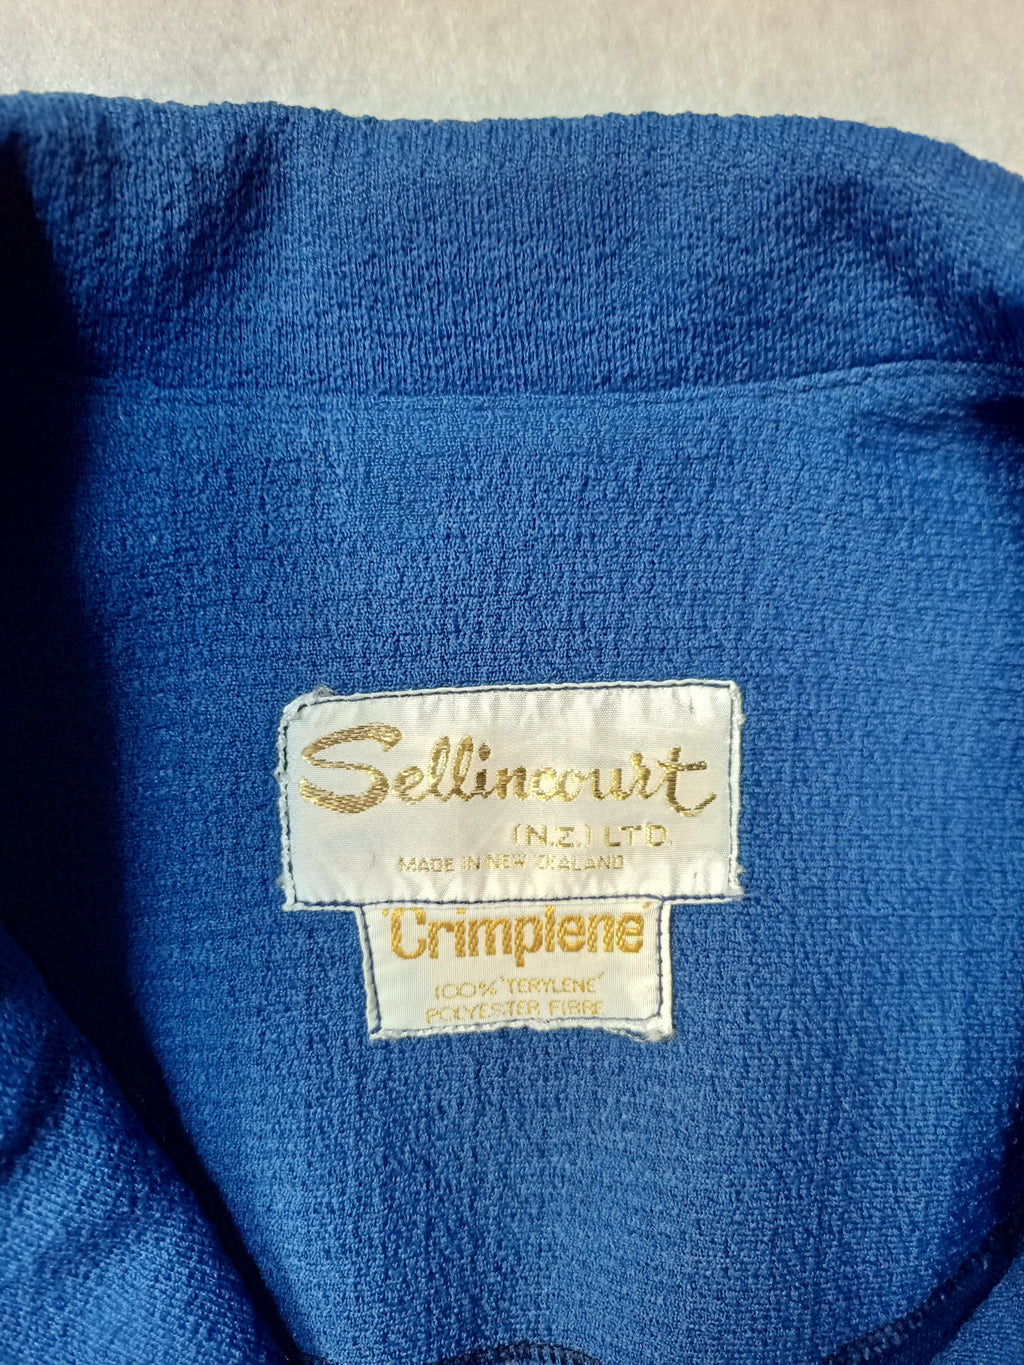 Sellincourt
(N.Z.) LTD.
MADE IN NEW ZEALAND
'Crimplene'
100% 'TERYLENE'
POLYESTER FIBRE